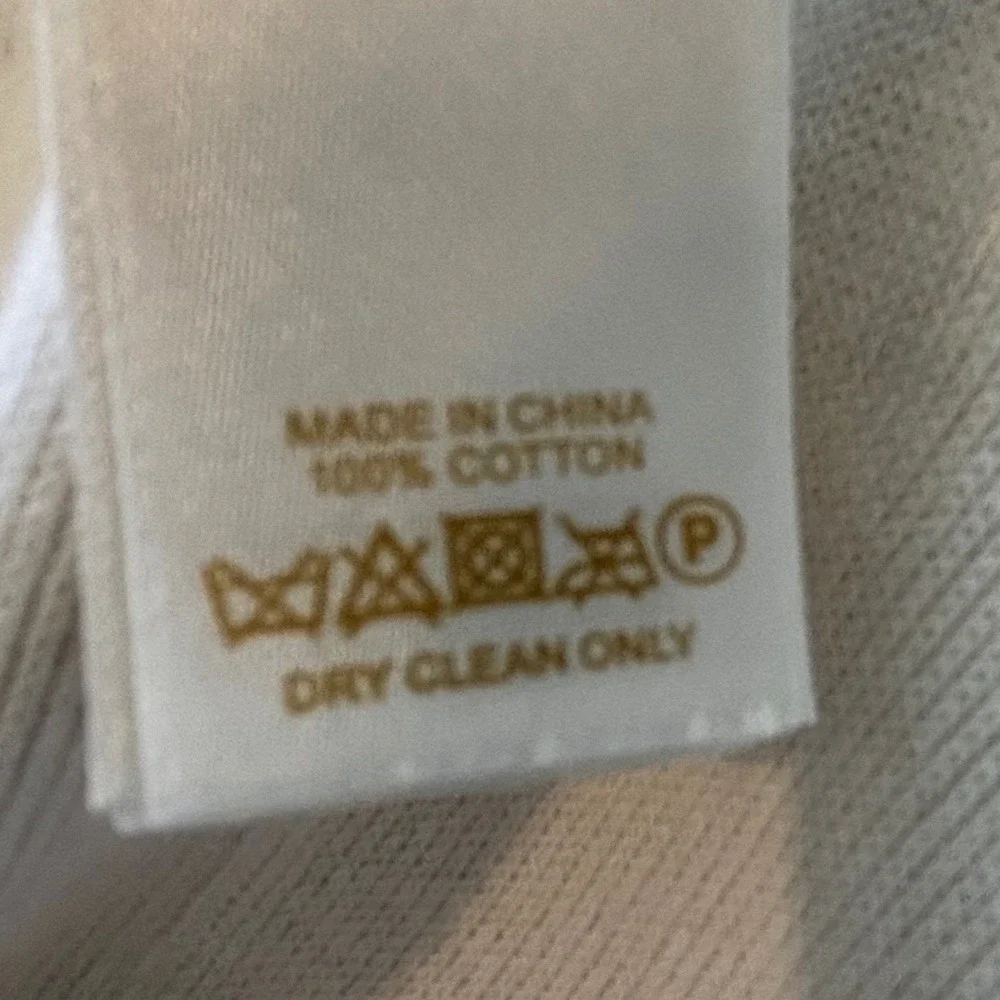 MADE IN CHINA
100% COTTON
P
DRY CLEAN ONLY